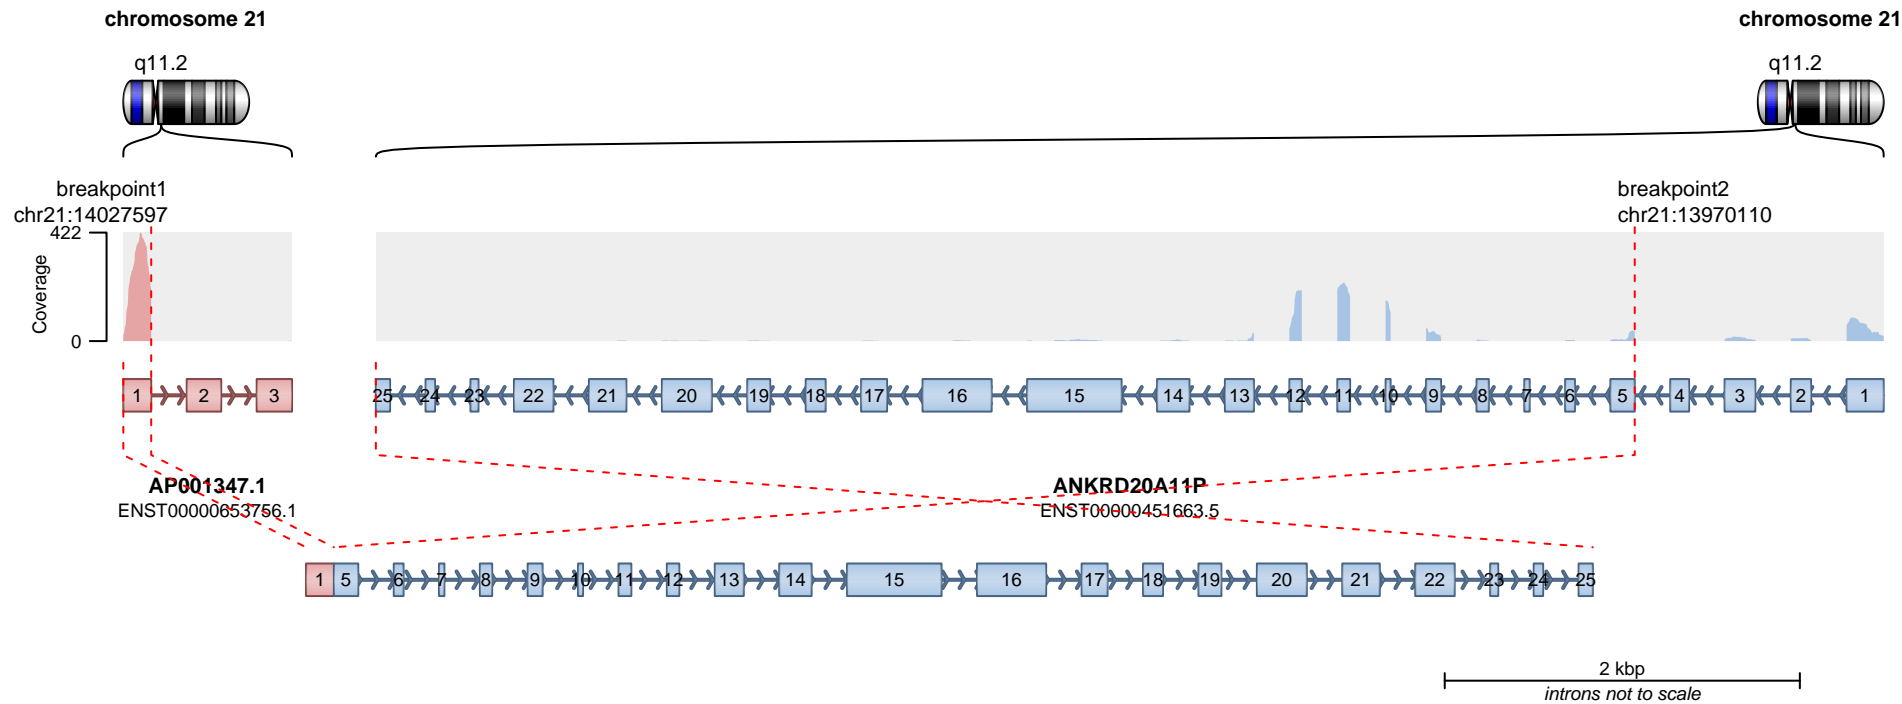 chromosome 21
chromosome 21
q11.2
q11.2
breakpoint1
chr21:14027597
breakpoint2
chr21:13970110
422
0
Coverage
1 2 3
25 24 23 22 21 20 19 18 17 16 15 14 13 12 11 10 9 8 7 6 5 4 3 2 1
AP001347.1
ENST00000653756.1
ANKRD20A11P
ENST00000451663.5
1 5 6 7 8 9 10 11 12 13 14 15 16 17 18 19 20 21 22 23 24 25
2 kbp
introns not to scale